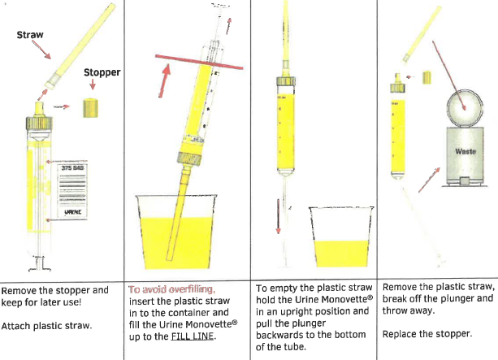 Straw
Stopper
375 BAG
URINE
Waste
Remove the stopper and
keep for later use!
Attach plastic straw.
To avoid overfilling,
insert the plastic straw
in to the container and
fill the Urine Monovette®
up to the FILL LINE.
To empty the plastic straw
hold the Urine Monovette®
in an upright position and
pull the plunger
backwards to the bottom
of the tube.
Remove the plastic straw,
break off the plunger and
throw away.
Replace the stopper.